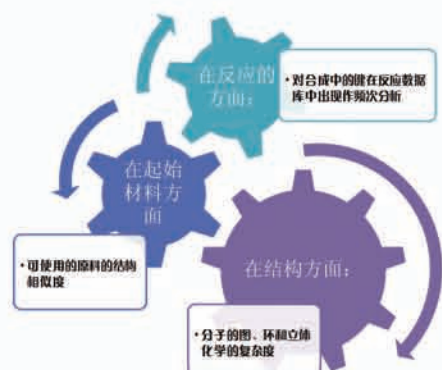 在反应的
方面：
• 对合成中的键在反应数据
库中出现作频次分析
在起始
材料方
面
• 可使用的原料的结构
相似度
在结构方面：
• 分子的图、环和立体
化学的复杂度